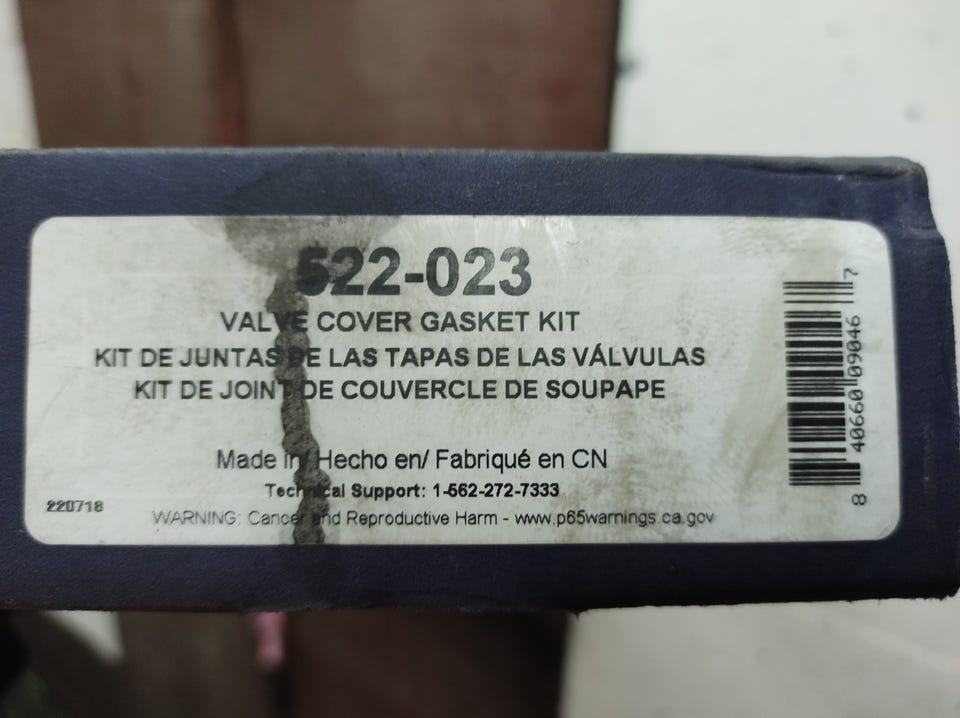 522-023
VALVE COVER GASKET KIT
KIT DE JUNTAS DE LAS TAPAS DE LAS VÁLVULAS
KIT DE JOINT DE COUVERCLE DE SOUPAPE
Made in/ Hecho en/ Fabriqué en CN
Technical Support: 1-562-272-7333
220718
WARNING: Cancer and Reproductive Harm - www.p65warnings.ca.gov
8 40660 09046 7